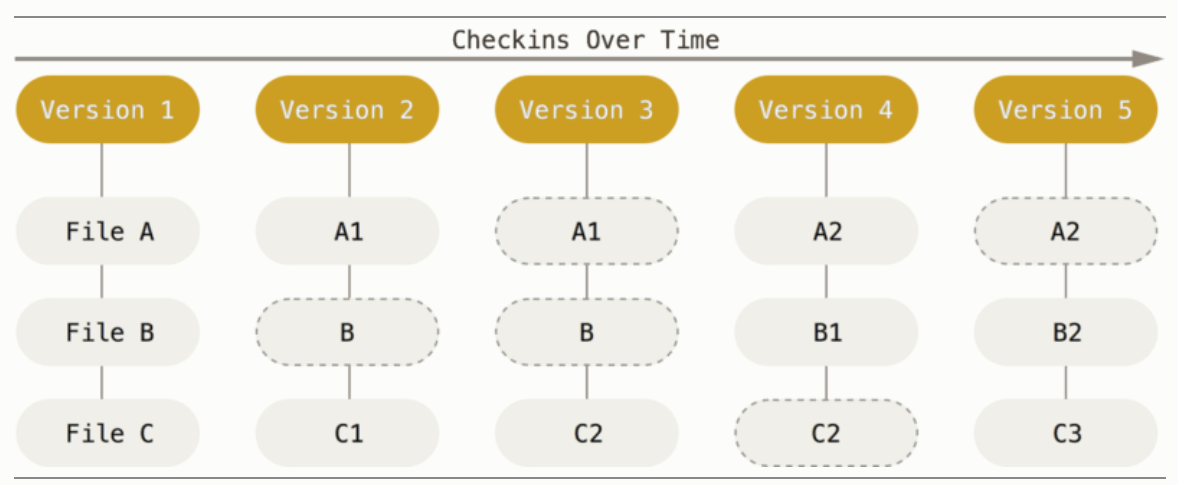 Checkins Over Time
Version 1 Version 2 Version 3 Version 4 Version 5
File A A1 A1 A2 A2
File B B B B1 B2
File C C1 C2 C2 C3